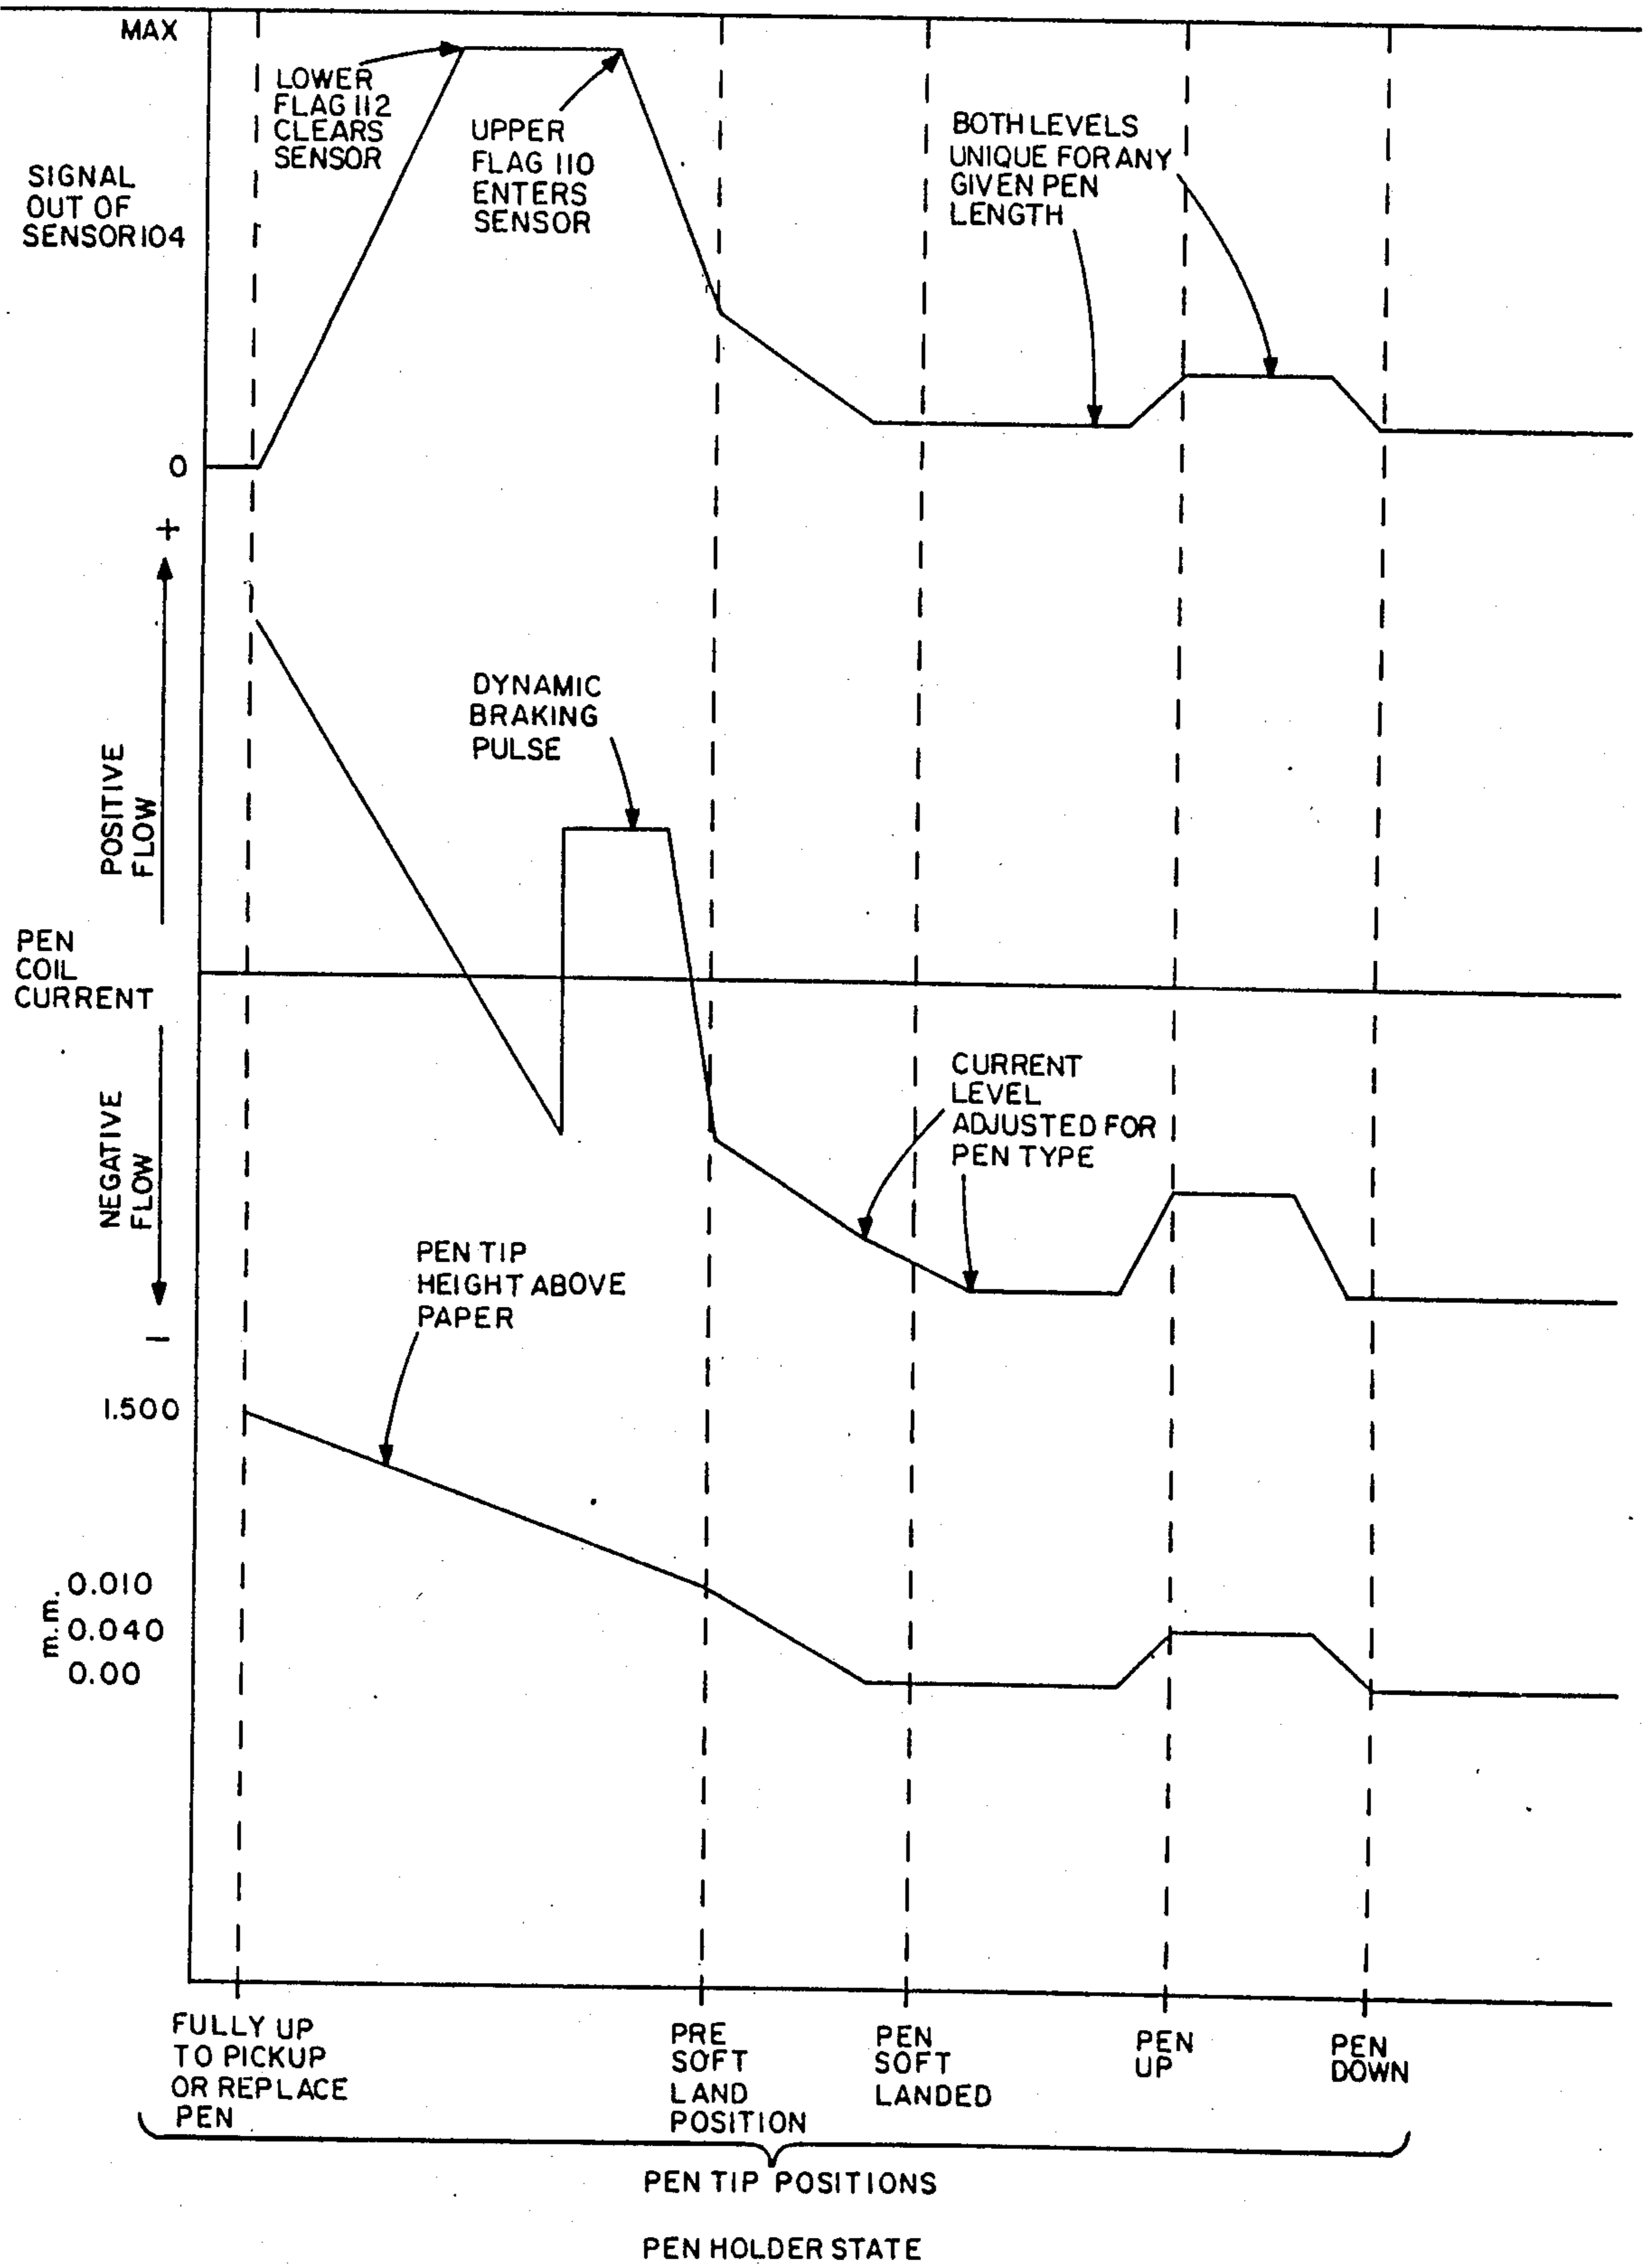 MAX
LOWER
FLAG 112
CLEARS
SENSOR
UPPER
FLAG 110
ENTERS
SENSOR
BOTH LEVELS
UNIQUE FOR ANY
GIVEN PEN
LENGTH
SIGNAL
OUT OF
SENSOR 104
0
+
POSITIVE
FLOW
DYNAMIC
BRAKING
PULSE
PEN
COIL
CURRENT
NEGATIVE
FLOW
CURRENT
LEVEL
ADJUSTED FOR
PEN TYPE
PEN TIP
HEIGHT ABOVE
PAPER
−
1.500
m.m.
0.010
0.040
0.00
FULLY UP
TO PICKUP
OR REPLACE
PEN
PRE
SOFT
LAND
POSITION
PEN
SOFT
LANDED
PEN
UP
PEN
DOWN
PEN TIP POSITIONS
PEN HOLDER STATE